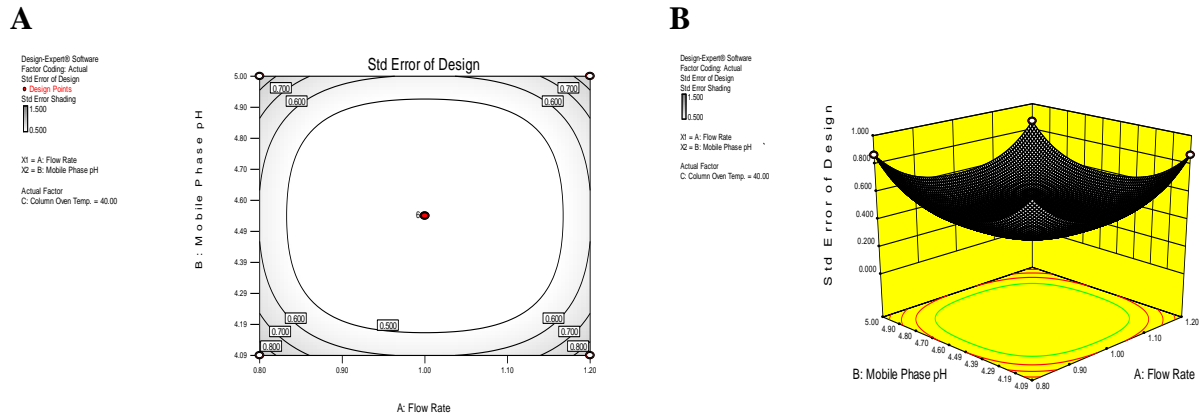 A
Design-Expert® Software
Factor Coding: Actual
Std Error of Design
Design Points
Std Error Shading
1.500
0.500
X1 = A: Flow Rate
X2 = B: Mobile Phase pH
Actual Factor
C: Column Oven Temp. = 40.00
Std Error of Design
B: Mobile Phase pH
5.00
4.90
4.80
4.70
4.60
4.49
4.39
4.29
4.19
4.09
0.700
0.600
0.600
0.700
6
0.500
0.600
0.700
0.800
0.600
0.700
0.800
0.80
0.90
1.00
1.10
1.20
A: Flow Rate
B
Design-Expert® Software
Factor Coding: Actual
Std Error of Design
Std Error Shading
1.500
0.500
X1 = A: Flow Rate
X2 = B: Mobile Phase pH
Actual Factor
C: Column Oven Temp. = 40.00
Std Error of Design
1.000
0.800
0.600
0.400
0.200
0.000
5.00
4.90
4.80
4.70
4.60
4.49
4.39
4.29
4.19
4.09
0.80
0.90
1.00
1.10
1.20
B: Mobile Phase pH
A: Flow Rate